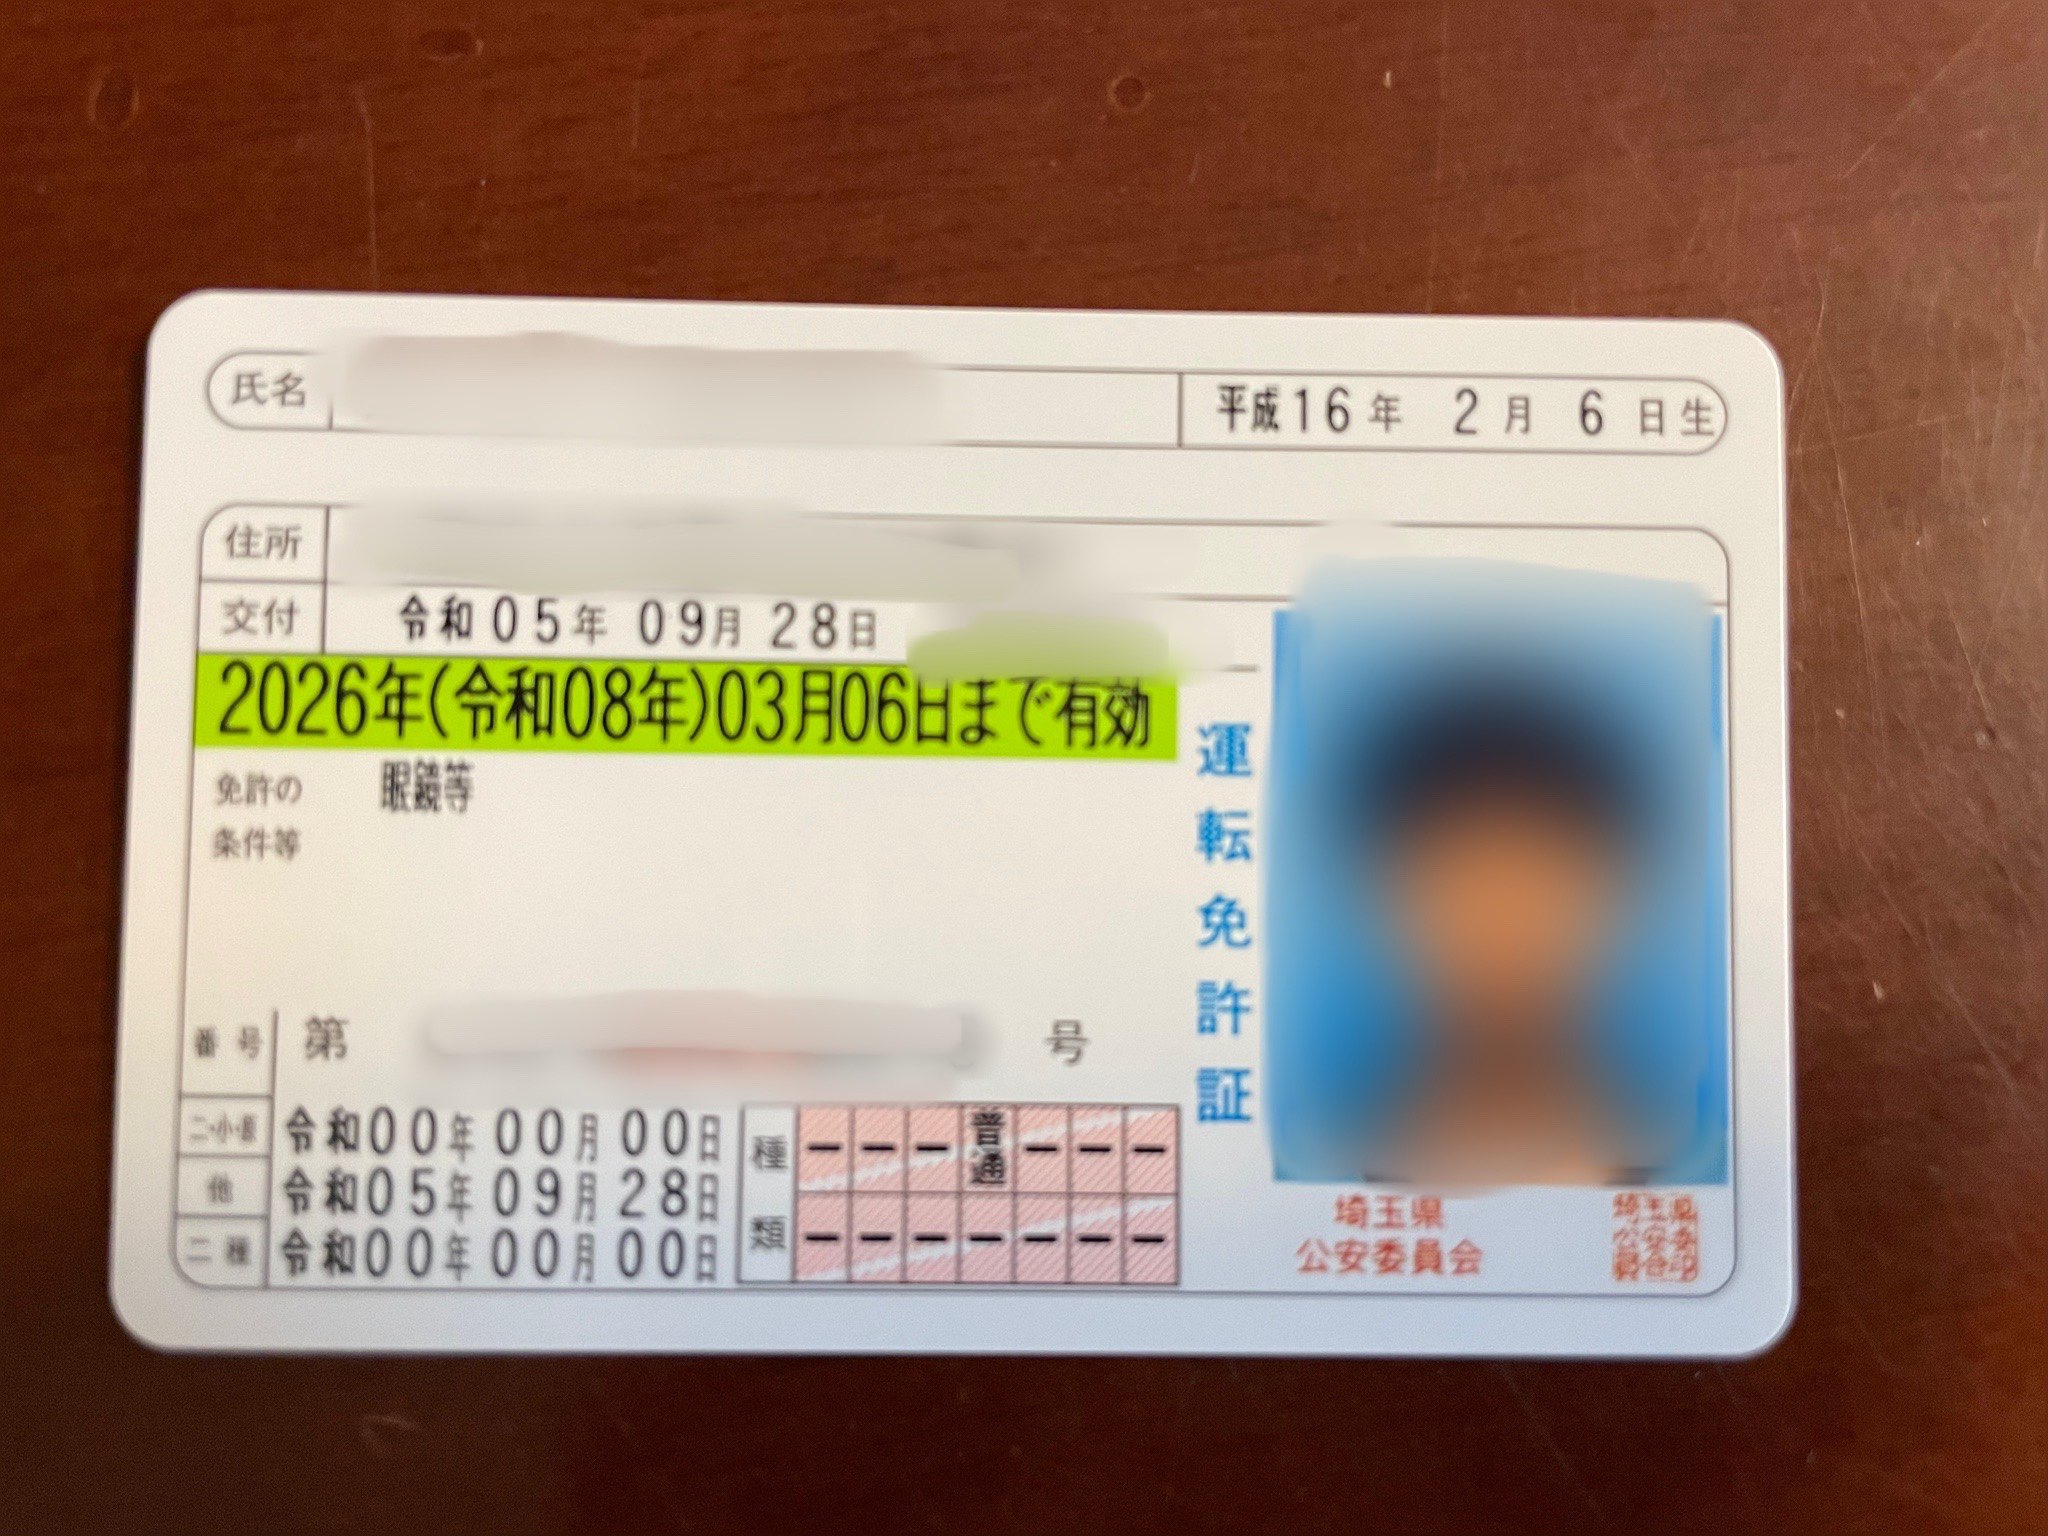 氏名
平成16年 2月 6日生
住所
交付 令和05年 09月 28日
2026年(令和08年)03月06日まで有効
免許の 眼鏡等
条件等
運転免許証
番号 第 号
二・小・原 令和00年 00月 00日
他 令和05年 09月 28日
二種 令和00年 00月 00日
種類
－ － － 普通 － － －
－ － － － － － －
埼玉県
公安委員会
埼玉県
公安委
員会印